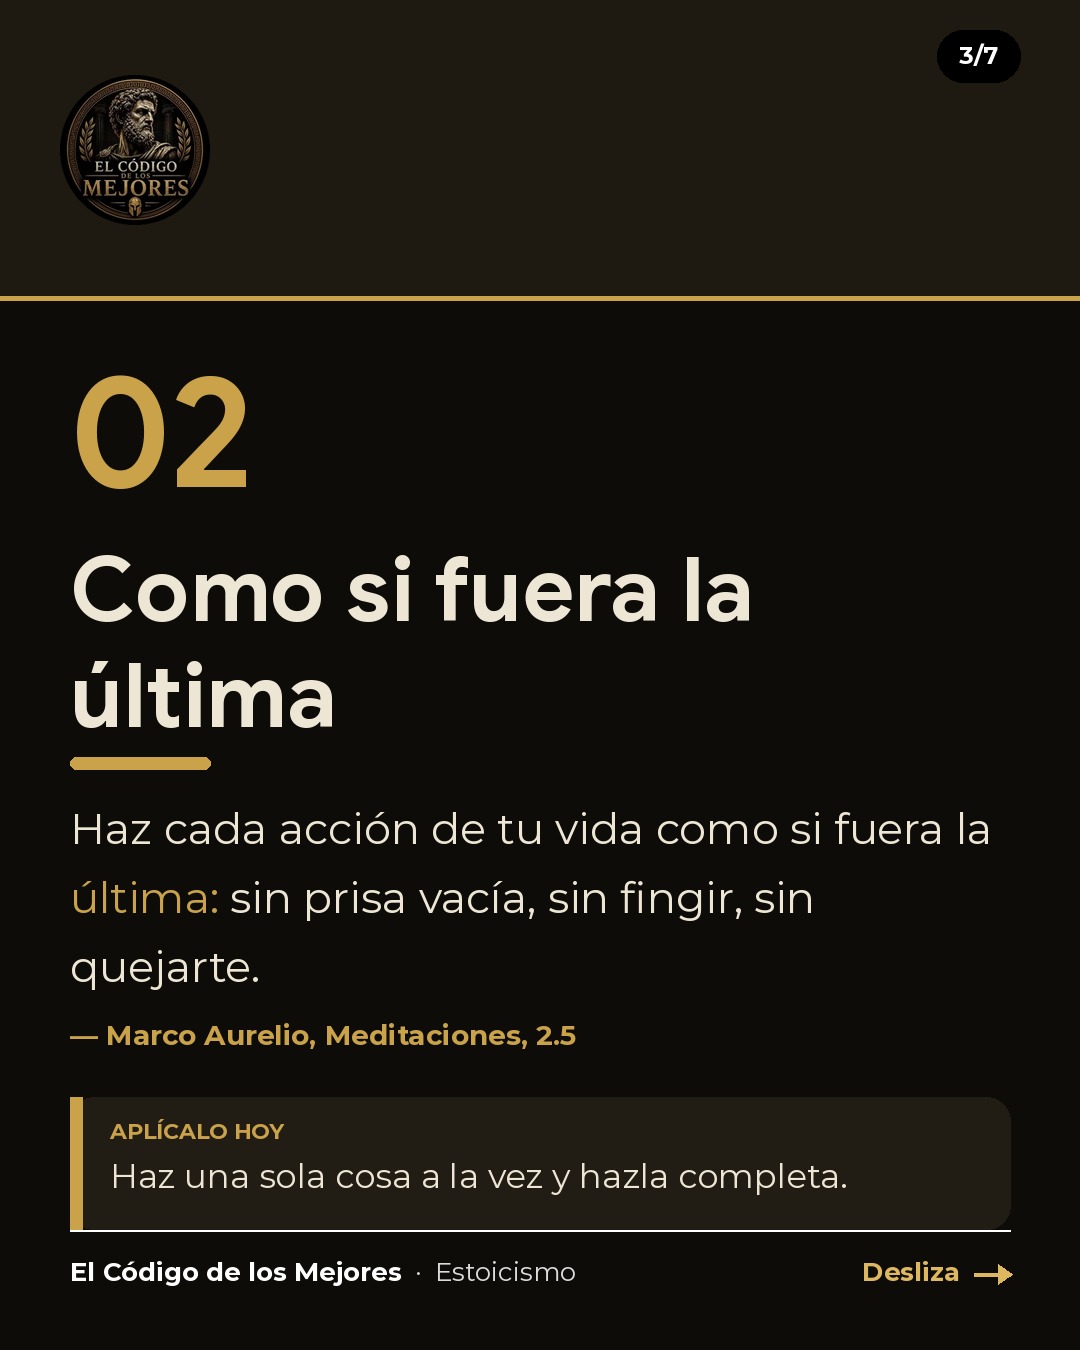 3/7
EL CÓDIGO
DE LOS
MEJORES
02
Como si fuera la
última
Haz cada acción de tu vida como si fuera la
última: sin prisa vacía, sin fingir, sin
quejarte.
— Marco Aurelio, Meditaciones, 2.5
APLÍCALO HOY
Haz una sola cosa a la vez y hazla completa.
El Código de los Mejores · Estoicismo
Desliza →